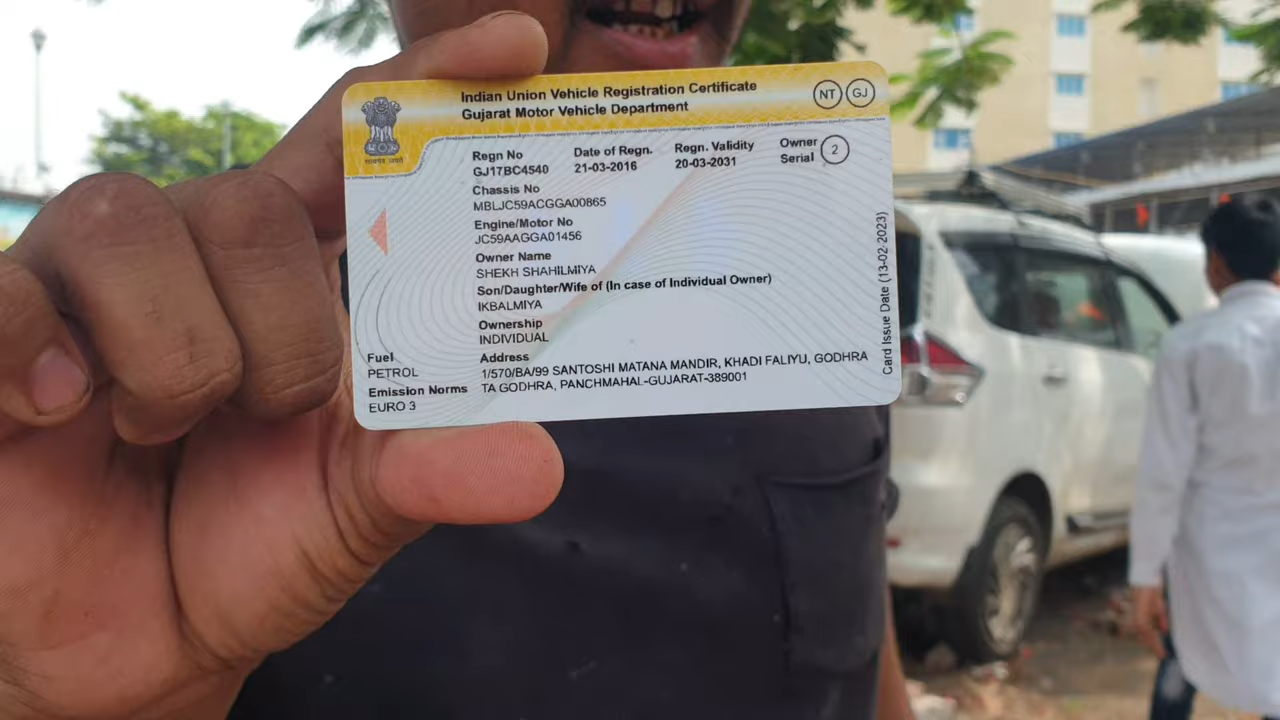 Indian Union Vehicle Registration Certificate
Gujarat Motor Vehicle Department
NT GJ
सत्यमेव जयते
Regn No Date of Regn. Regn. Validity Owner Serial 2
GJ17BC4540 21-03-2016 20-03-2031
Chassis No
MBLJC59ACGGA00865
Engine/Motor No
JC59AAGGA01456
Owner Name
SHEKH SHAHILMIYA
Son/Daughter/Wife of (In case of Individual Owner)
IKBALMIYA
Ownership
INDIVIDUAL
Fuel
PETROL
Emission Norms
EURO 3
Address
1/570/BA/99 SANTOSHI MATANA MANDIR, KHADI FALIYU, GODHRA
TA GODHRA, PANCHMAHAL-GUJARAT-389001
Card Issue Date (13-02-2023)